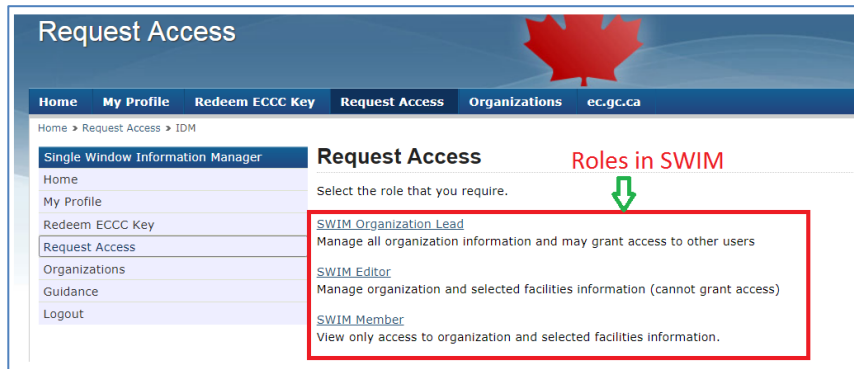 Request Access
Home My Profile Redeem ECCC Key Request Access Organizations ec.gc.ca
Home > Request Access > IDM
Single Window Information Manager
Home
My Profile
Redeem ECCC Key
Request Access
Organizations
Guidance
Logout
Request Access
Roles in SWIM
Select the role that you require.
SWIM Organization Lead
Manage all organization information and may grant access to other users
SWIM Editor
Manage organization and selected facilities information (cannot grant access)
SWIM Member
View only access to organization and selected facilities information.